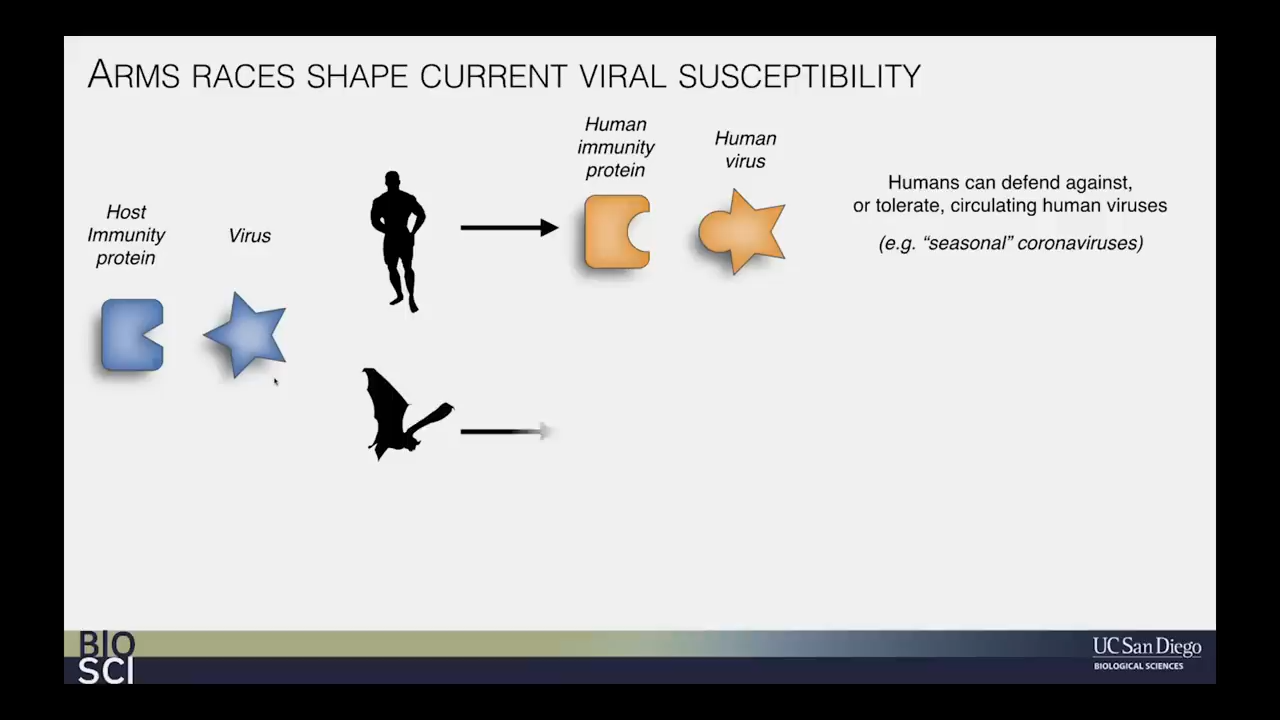 ARMS RACES SHAPE CURRENT VIRAL SUSCEPTIBILITY
Host
Immunity
protein
Virus
Human
immunity
protein
Human
virus
Humans can defend against,
or tolerate, circulating human viruses
(e.g. “seasonal” coronaviruses)
BIO
SCI
UC San Diego
BIOLOGICAL SCIENCES